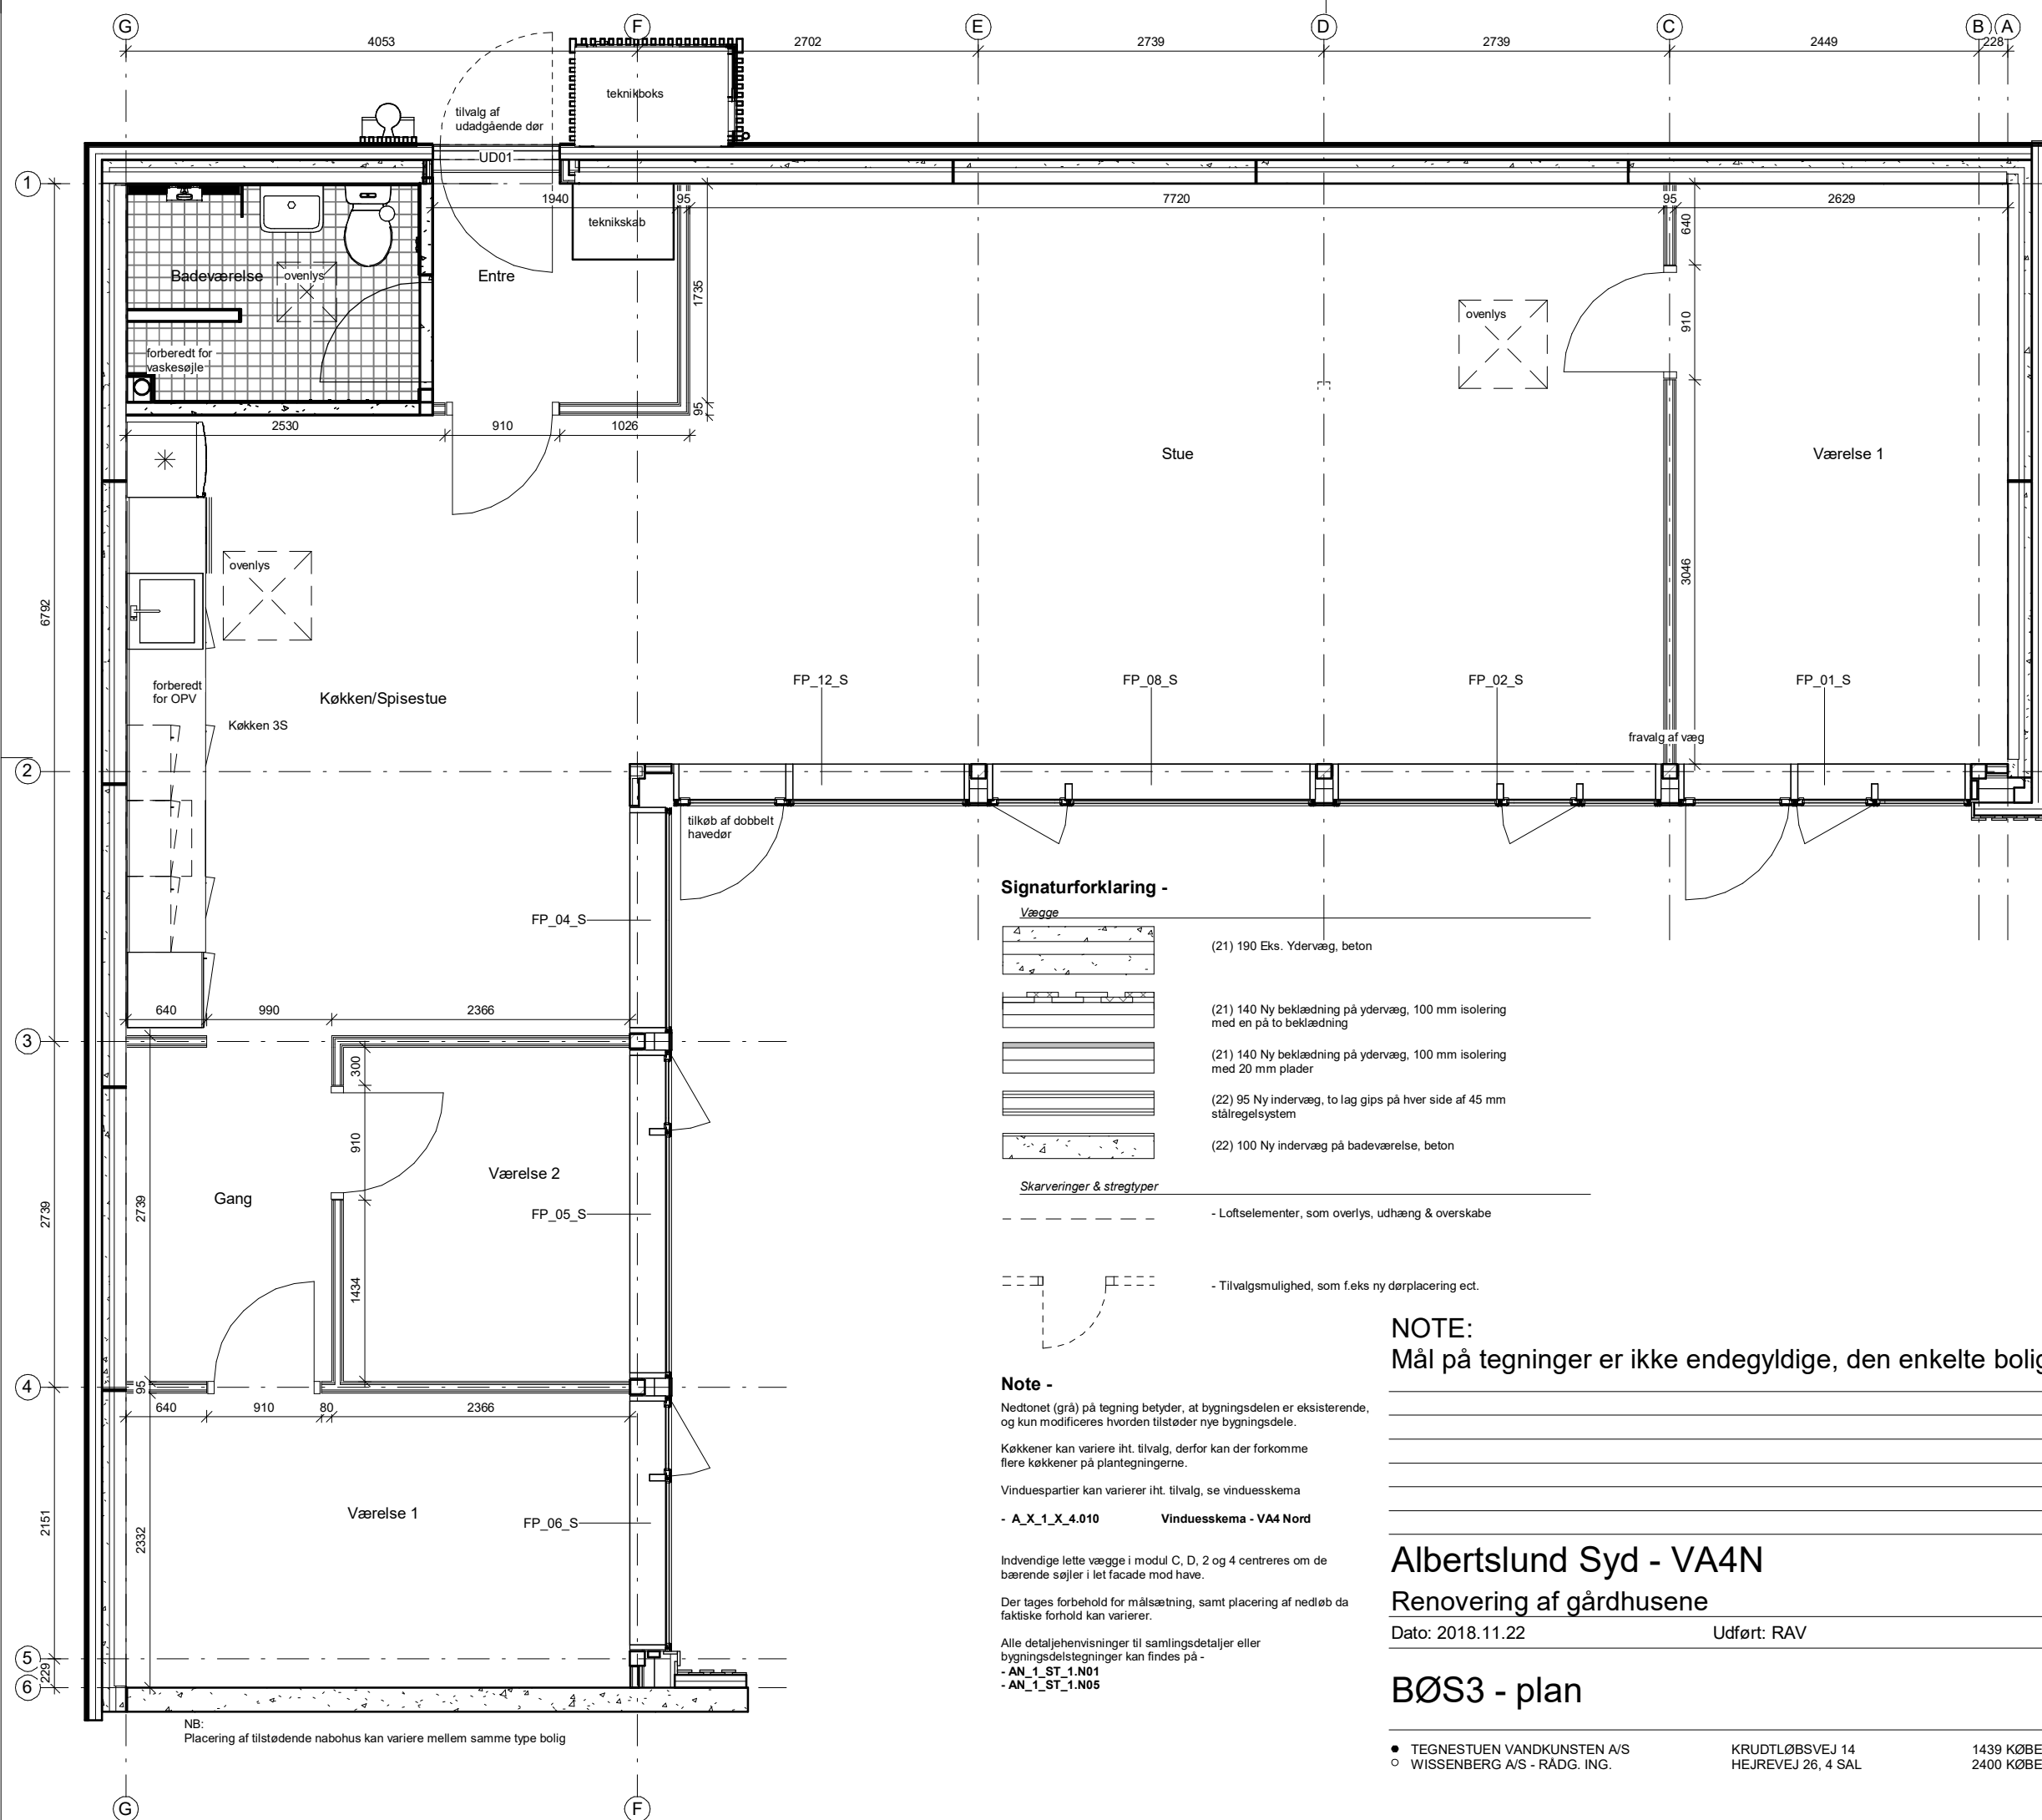 G
F
E
D
C
B
A
4053
2702
2739
2739
2449
228
teknikboks
tilvalg af
udadgående dør
UD01
1
1940
95
7720
95
2629
teknikskab
640
Badeværelse
ovenlys
Entre
1735
910
ovenlys
forberedt for
vaskesøjle
95
2530
910
1026
Stue
Værelse 1
ovenlys
3046
6792
forberedt
for OPV
Køkken/Spisestue
FP_12_S
FP_08_S
FP_02_S
FP_01_S
Køkken 3S
fravalg af væg
2
tilkøb af dobbelt
havedør
FP_04_S
640
990
2366
3
300
910
Værelse 2
Gang
2739
2739
FP_05_S
1434
4
95
640
910
80
2366
Værelse 1
FP_06_S
2151
2332
5
229
6
NB:
Placering af tilstødende nabohus kan variere mellem samme type bolig
G
F
Signaturforklaring -
Vægge
(21) 190 Eks. Ydervæg, beton
(21) 140 Ny beklædning på ydervæg, 100 mm isolering
med en på to beklædning
(21) 140 Ny beklædning på ydervæg, 100 mm isolering
med 20 mm plader
(22) 95 Ny indervæg, to lag gips på hver side af 45 mm
stålregelsystem
(22) 100 Ny indervæg på badeværelse, beton
Skarveringer & stregtyper
- Loftselementer, som overlys, udhæng & overskabe
- Tilvalgsmulighed, som f.eks ny dørplacering ect.
Note -
Nedtonet (grå) på tegning betyder, at bygningsdelen er eksisterende,
og kun modificeres hvorden tilstøder nye bygningsdele.
Køkkener kan variere iht. tilvalg, derfor kan der forkomme
flere køkkener på plantegningerne.
Vinduespartier kan varierer iht. tilvalg, se vinduesskema
- A_X_1_X_4.010 Vinduesskema - VA4 Nord
Indvendige lette vægge i modul C, D, 2 og 4 centreres om de
bærende søjler i let facade mod have.
Der tages forbehold for målsætning, samt placering af nedløb da
faktiske forhold kan varierer.
Alle detaljehenvisninger til samlingsdetaljer eller
bygningsdelstegninger kan findes på -
- AN_1_ST_1.N01
- AN_1_ST_1.N05
NOTE:
Mål på tegninger er ikke endegyldige, den enkelte bolig
Albertslund Syd - VA4N
Renovering af gårdhusene
Dato: 2018.11.22 Udført: RAV
BØS3 - plan
TEGNESTUEN VANDKUNSTEN A/S KRUDTLØBSVEJ 14 1439 KØBE
WISSENBERG A/S - RÅDG. ING. HEJREVEJ 26, 4 SAL 2400 KØBE